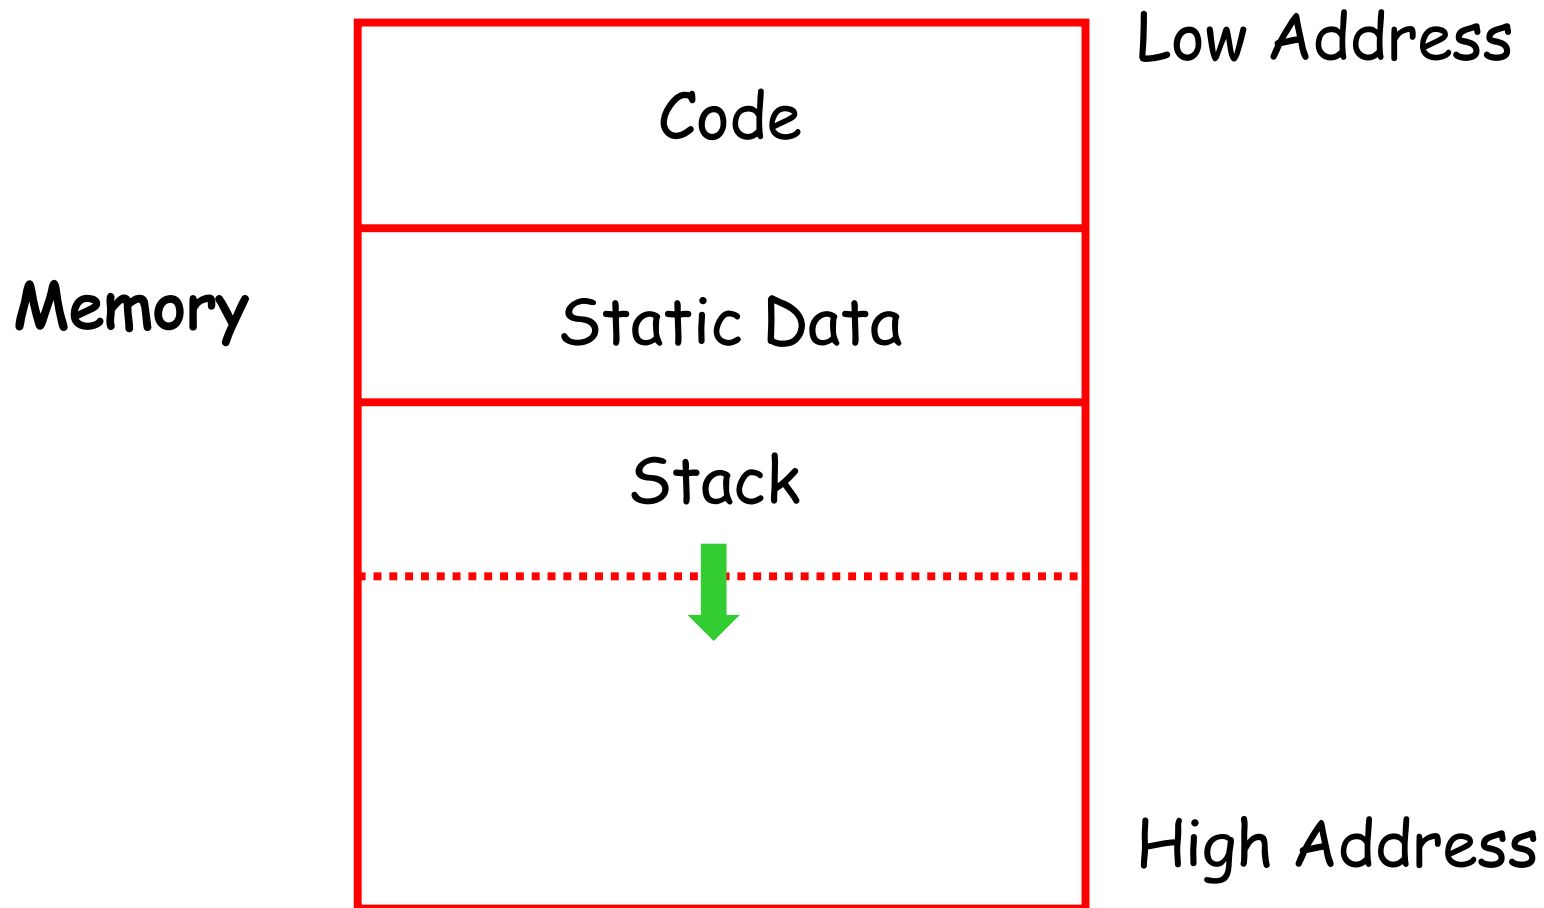 Low Address
Code
Memory
Static Data
Stack
High Address